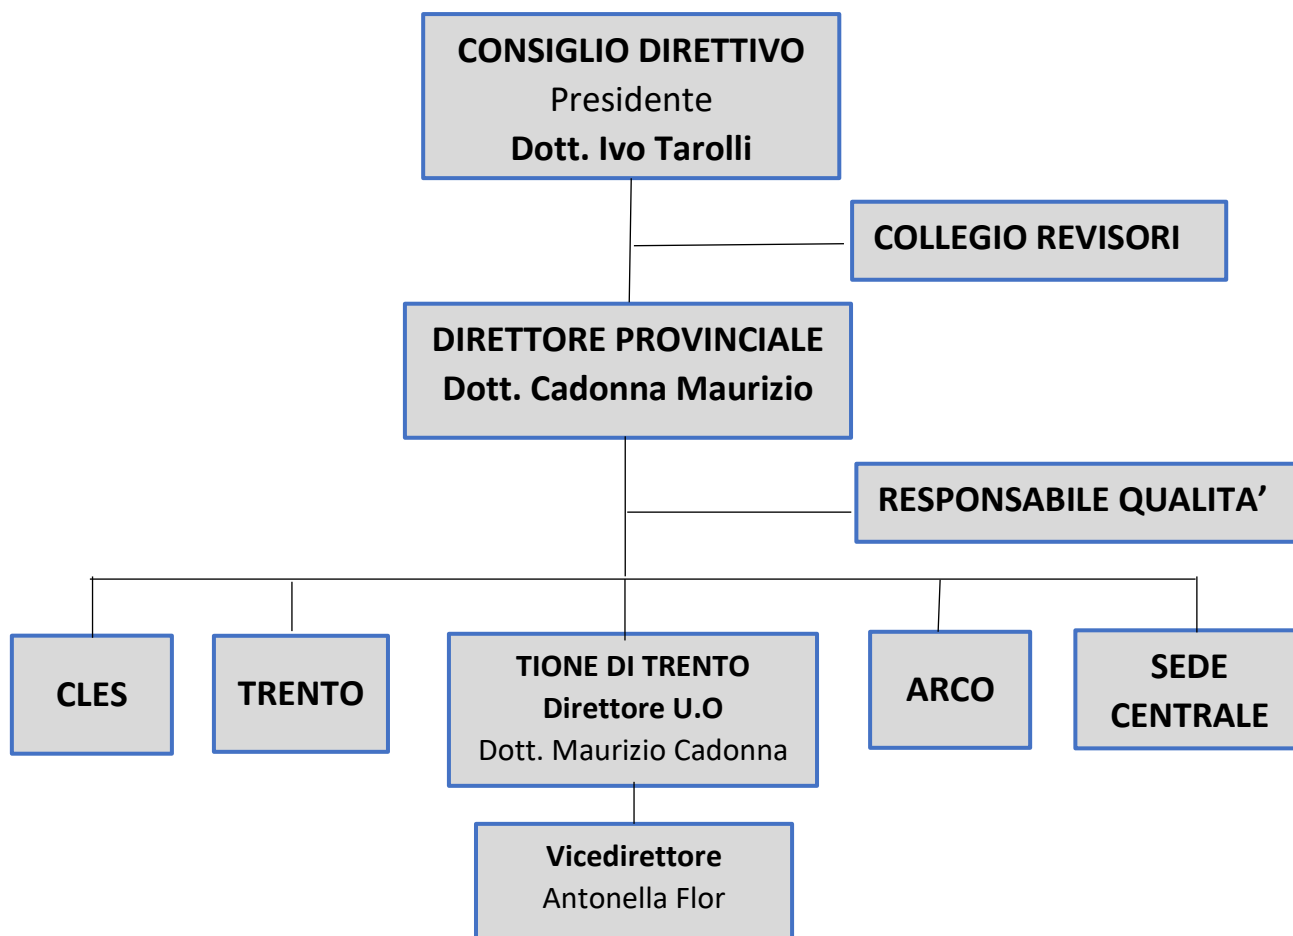 CONSIGLIO DIRETTIVO
Presidente
Dott. Ivo Tarolli
COLLEGIO REVISORI
DIRETTORE PROVINCIALE
Dott. Cadonna Maurizio
RESPONSABILE QUALITA’
CLES
TRENTO
TIONE DI TRENTO
Direttore U.O
Dott. Maurizio Cadonna
ARCO
SEDE
CENTRALE
Vicedirettore
Antonella Flor